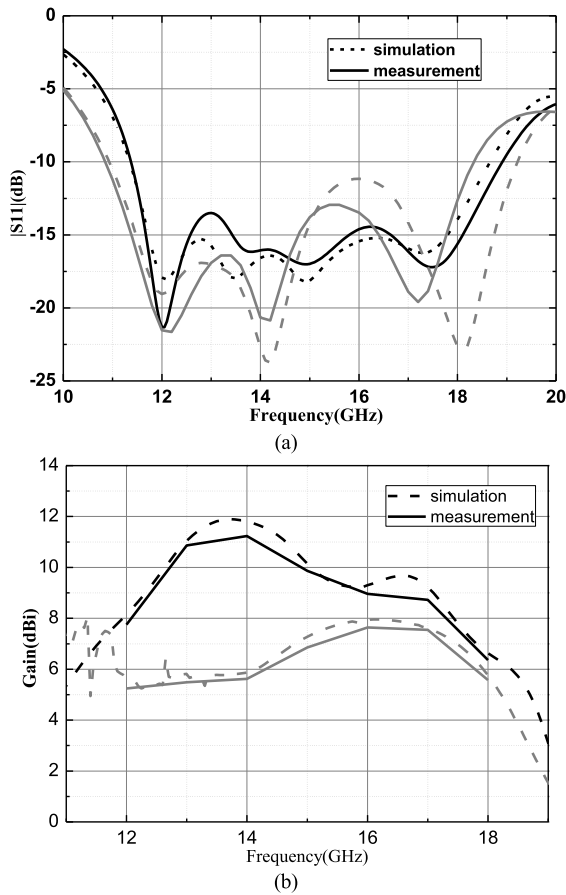 0
-5
-10
-15
-20
-25
|S11|(dB)
simulation
measurement
10 12 14 16 18 20
Frequency(GHz)
(a)
14
12
10
8
6
4
2
0
Gain(dBi)
simulation
measurement
12 14 16 18
Frequency(GHz)
(b)